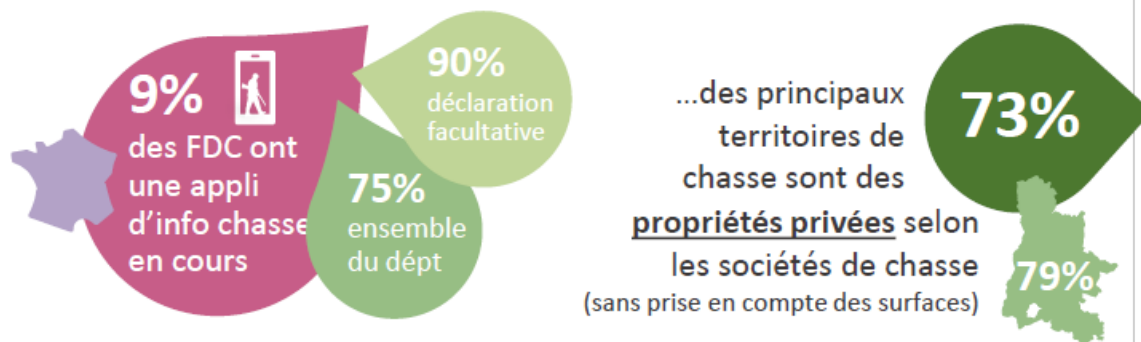 9%
des FDC ont
une appli
d'info chasse
en cours
90%
déclaration
facultative
75%
ensemble
du dépt
...des principaux
territoires de
chasse sont des
propriétés privées selon
les sociétés de chasse
(sans prise en compte des surfaces)
73%
79%